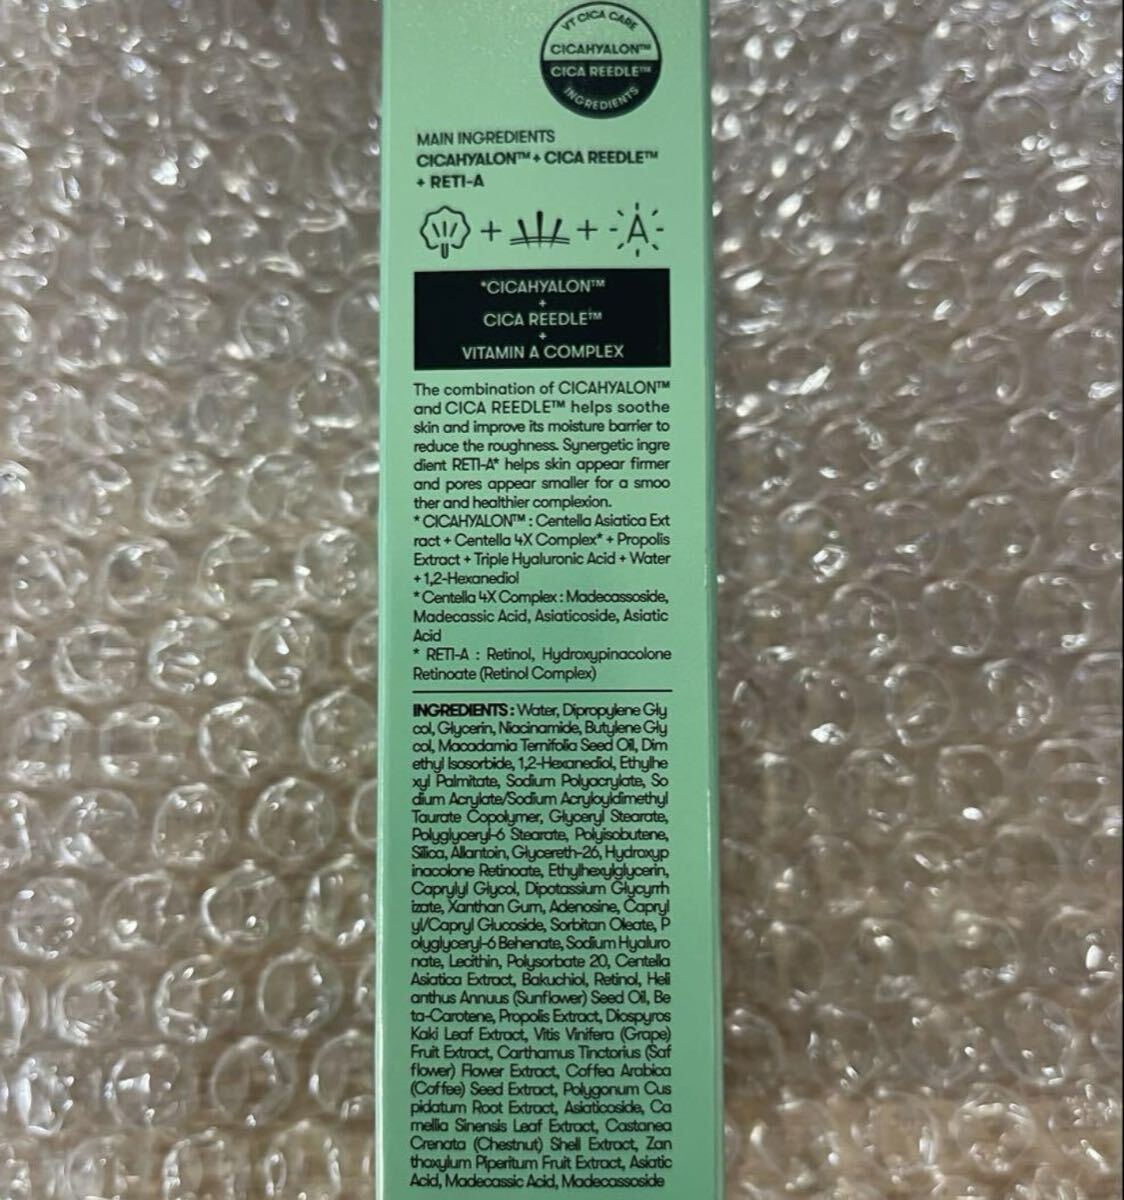 VT CICA CARE
CICAHYALON™
CICA REEDLE™
INGREDIENTS
MAIN INGREDIENTS
CICAHYALON™ + CICA REEDLE™
+ RETI-A
+ + A
*CICAHYALON™
+
CICA REEDLE™
+
VITAMIN A COMPLEX
The combination of CICAHYALON™
and CICA REEDLE™ helps soothe
skin and improve its moisture barrier to
reduce the roughness. Synergetic ingre
dient RETI-A* helps skin appear firmer
and pores appear smaller for a smoo
ther and healthier complexion.
* CICAHYALON™ : Centella Asiatica Ext
ract + Centella 4X Complex* + Propolis
Extract + Triple Hyaluronic Acid + Water
+ 1,2-Hexanediol
* Centella 4X Complex : Madecassoside,
Madecassic Acid, Asiaticoside, Asiatic
Acid
* RETI-A : Retinol, Hydroxypinacolone
Retinoate (Retinol Complex)
INGREDIENTS : Water, Dipropylene Gly
col, Glycerin, Niacinamide, Butylene Gly
col, Macadamia Ternifolia Seed Oil, Dim
ethyl Isosorbide, 1,2-Hexanediol, Ethylhe
xyl Palmitate, Sodium Polyacrylate, So
dium Acrylate/Sodium Acryloyldimethyl
Taurate Copolymer, Glyceryl Stearate,
Polyglyceryl-6 Stearate, Polyisobutene,
Silica, Allantoin, Glycereth-26, Hydroxyp
inacolone Retinoate, Ethylhexylglycerin,
Caprylyl Glycol, Dipotassium Glycyrrh
izate, Xanthan Gum, Adenosine, Capryl
yl/Capryl Glucoside, Sorbitan Oleate, P
olyglyceryl-6 Behenate, Sodium Hyaluro
nate, Lecithin, Polysorbate 20, Centella
Asiatica Extract, Bakuchiol, Retinol, Heli
anthus Annuus (Sunflower) Seed Oil, Be
ta-Carotene, Propolis Extract, Diospyros
Kaki Leaf Extract, Vitis Vinifera (Grape)
Fruit Extract, Carthamus Tinctorius (Saf
flower) Flower Extract, Coffea Arabica
(Coffee) Seed Extract, Polygonum Cus
pidatum Root Extract, Asiaticoside, Ca
mellia Sinensis Leaf Extract, Castanea
Crenata (Chestnut) Shell Extract, Zan
thoxylum Piperitum Fruit Extract, Asiatic
Acid, Madecassic Acid, Madecassoside